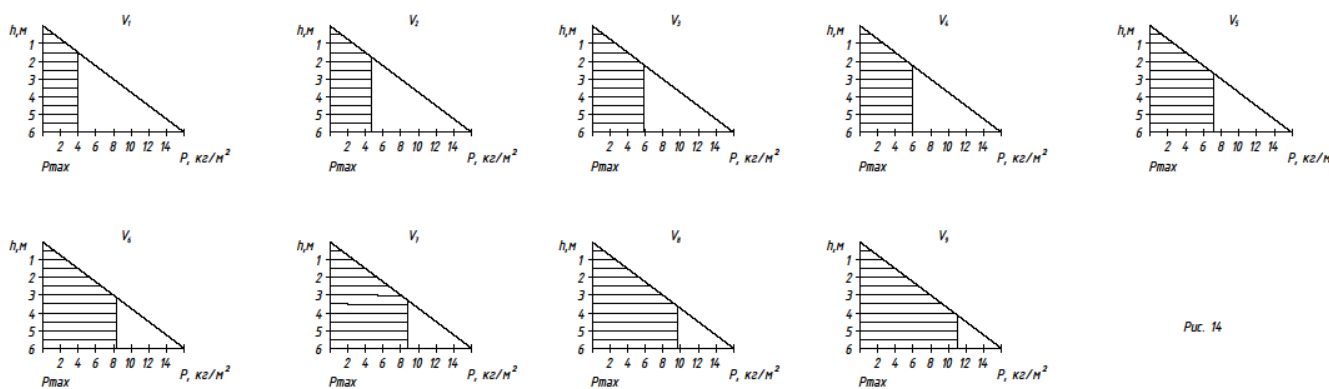 V₁ V₂ V₃ V₄ V₅
h,м h,м h,м h,м h,м
1 1 1 1 1
2 2 2 2 2
3 3 3 3 3
4 4 4 4 4
5 5 5 5 5
6 6 6 6 6
2 4 6 8 10 12 14 2 4 6 8 10 12 14 2 4 6 8 10 12 14 2 4 6 8 10 12 14 2 4 6 8 10 12 14
Pmax P, кг/м² Pmax P, кг/м² Pmax P, кг/м² Pmax P, кг/м² Pmax P, кг/м
V₆ V₇ V₈ V₉
h,м h,м h,м h,м
1 1 1 1
2 2 2 2
3 3 3 3
4 4 4 4
5 5 5 5
6 6 6 6
Рис. 14
2 4 6 8 10 12 14 2 4 6 8 10 12 14 2 4 6 8 10 12 14 2 4 6 8 10 12 14
Pmax P, кг/м² Pmax P, кг/м² Pmax P, кг/м² Pmax P, кг/м²